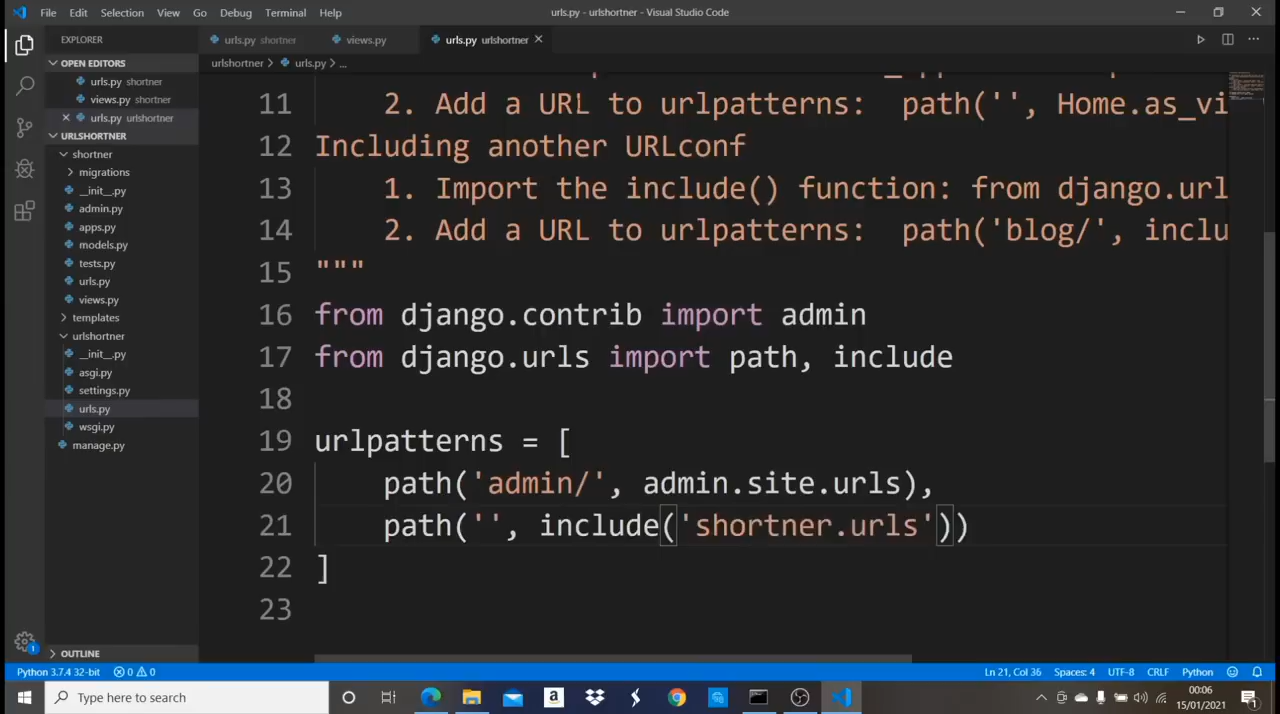 File Edit Selection View Go Debug Terminal Help
urls.py - urlshortner - Visual Studio Code
EXPLORER
OPEN EDITORS
urls.py shortner
views.py shortner
urls.py urlshortner
URLSHORTNER
shortner
migrations
__init__.py
admin.py
apps.py
models.py
tests.py
urls.py
views.py
templates
urlshortner
__init__.py
asgi.py
settings.py
urls.py
wsgi.py
manage.py
OUTLINE
urls.py shortner views.py urls.py urlshortner
urlshortner > urls.py > ...
11 2. Add a URL to urlpatterns:  path('', Home.as_vi
12 Including another URLconf
13 1. Import the include() function: from django.url
14 2. Add a URL to urlpatterns:  path('blog/', inclu
15 """
16 from django.contrib import admin
17 from django.urls import path, include
18
19 urlpatterns = [
20 path('admin/', admin.site.urls),
21 path('', include('shortner.urls'))
22 ]
23
Python 3.7.4 32-bit 0 0 Ln 21, Col 36 Spaces: 4 UTF-8 CRLF Python
Type here to search
00:06
15/01/2021